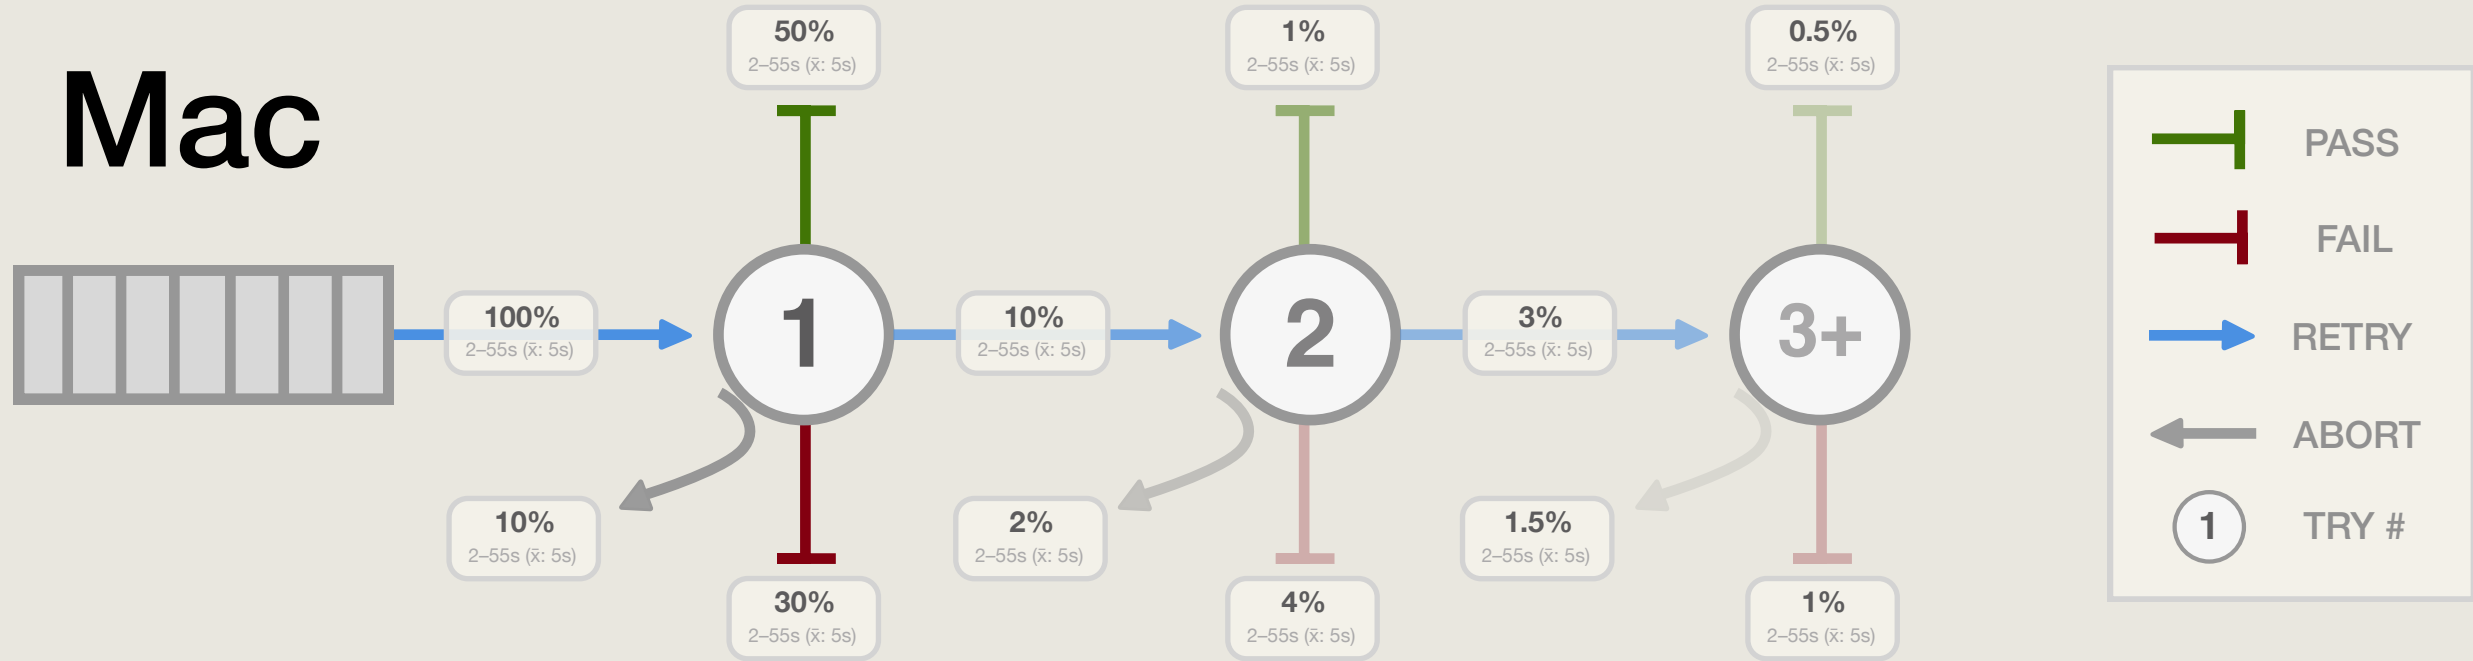 Mac
50%
2–55s (x̄: 5s)
1%
2–55s (x̄: 5s)
0.5%
2–55s (x̄: 5s)
100%
2–55s (x̄: 5s)
1
10%
2–55s (x̄: 5s)
2
3%
2–55s (x̄: 5s)
3+
10%
2–55s (x̄: 5s)
2%
2–55s (x̄: 5s)
1.5%
2–55s (x̄: 5s)
30%
2–55s (x̄: 5s)
4%
2–55s (x̄: 5s)
1%
2–55s (x̄: 5s)
PASS
FAIL
RETRY
ABORT
1 TRY #